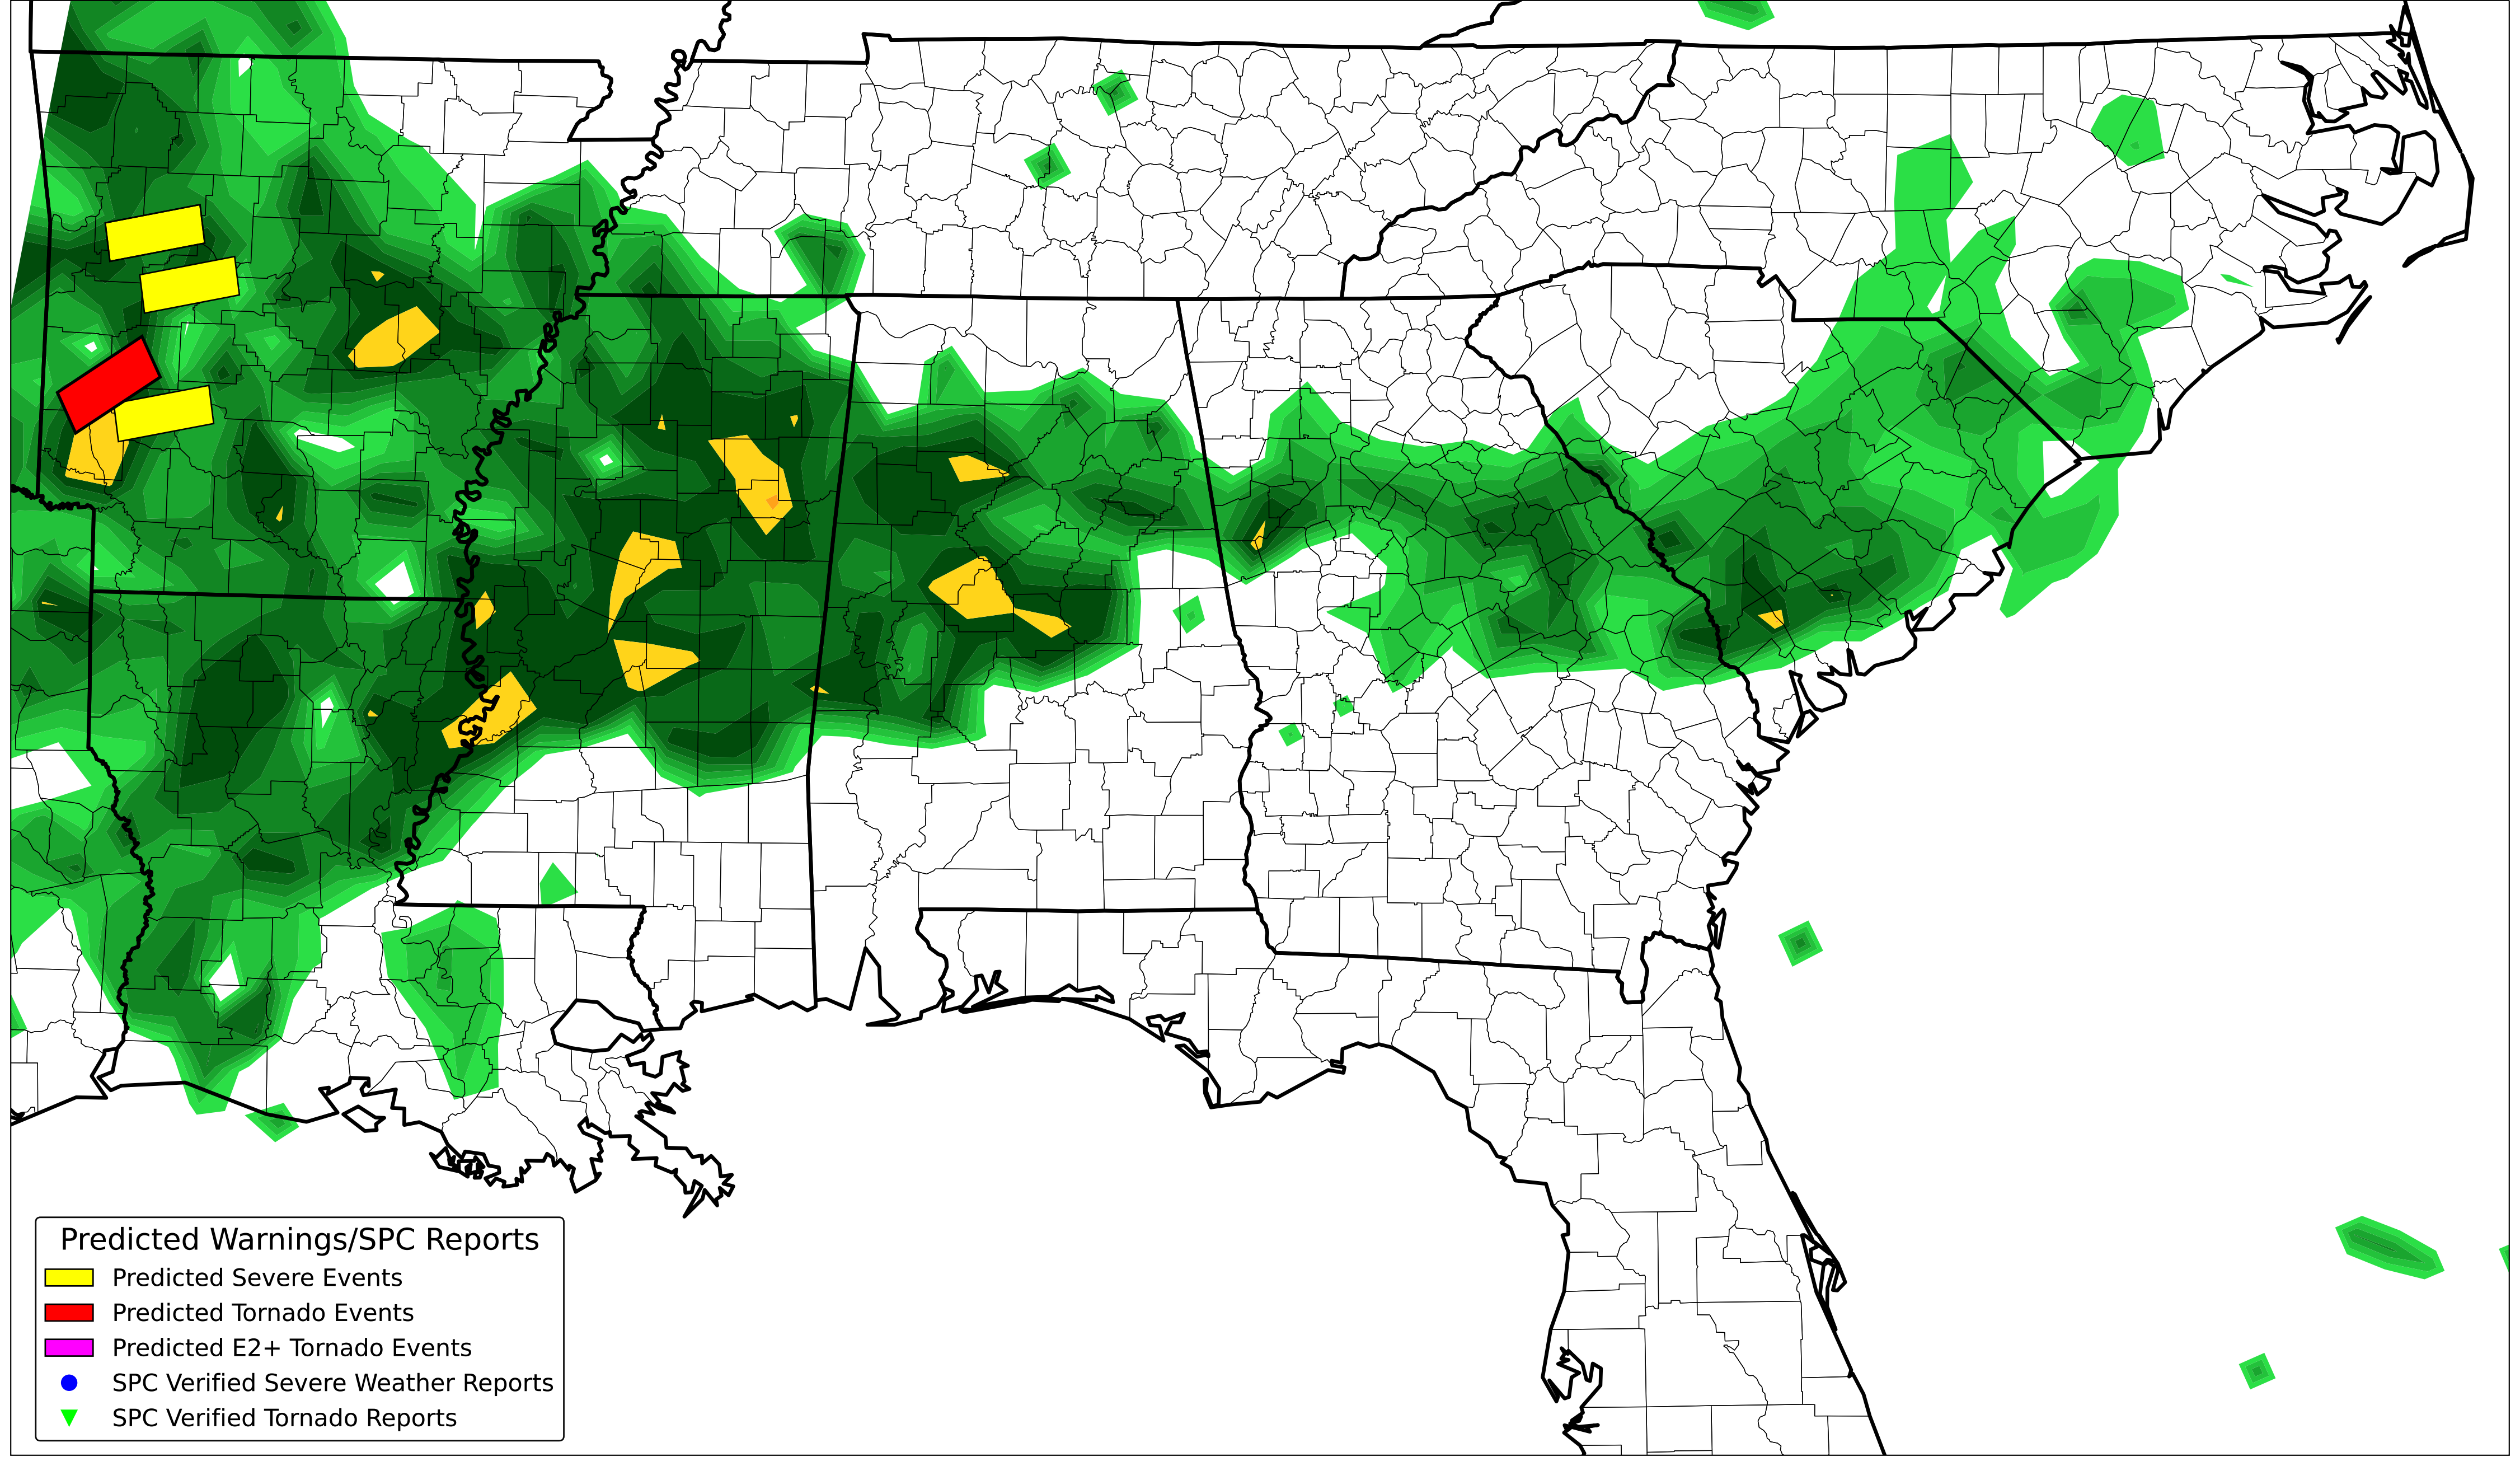 Predicted Warnings/SPC Reports
Predicted Severe Events
Predicted Tornado Events
Predicted E2+ Tornado Events
SPC Verified Severe Weather Reports
SPC Verified Tornado Reports